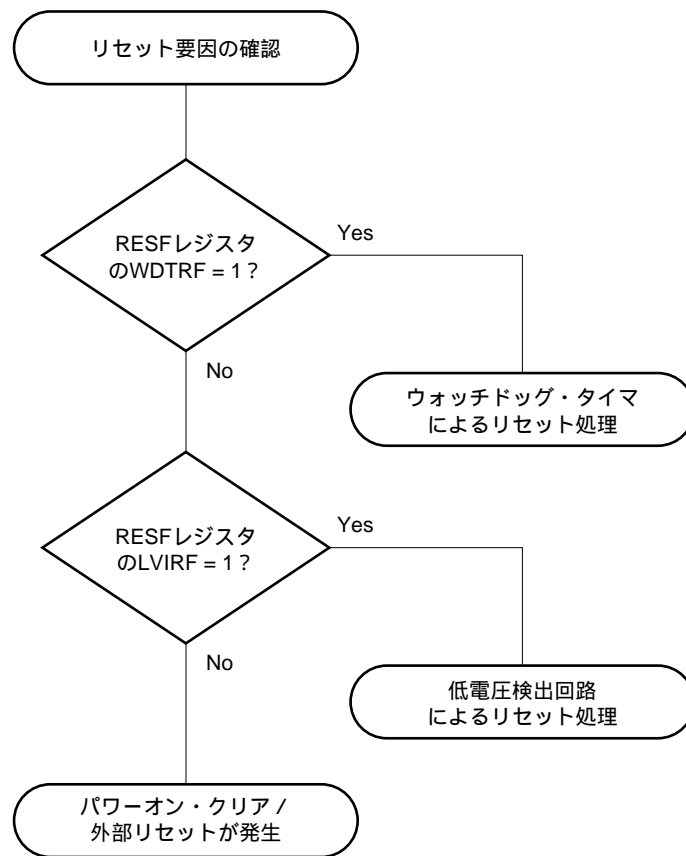 リセット要因の確認
RESFレジスタ
のWDTRF = 1？
Yes
No
ウォッチドッグ・タイマ
によるリセット処理
RESFレジスタ
のLVIRF = 1？
Yes
No
低電圧検出回路
によるリセット処理
パワーオン・クリア /
外部リセットが発生